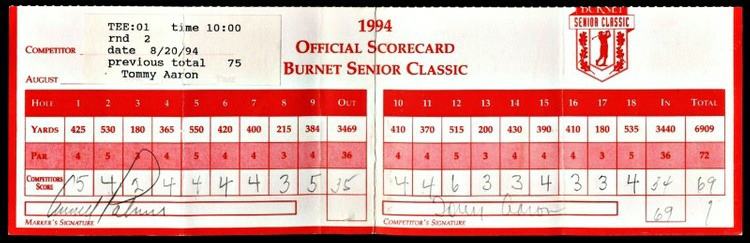 TEE:01 time 10:00
rnd 2
date 8/20/94
previous total 75
Tommy Aaron
COMPETITOR
AUGUST
1994
OFFICIAL SCORECARD
BURNET SENIOR CLASSIC
BURNET
SENIOR CLASSIC
HOLE 1 2 3 4 5 6 7 8 9 OUT 10 11 12 13 14 15 16 17 18 IN TOTAL
YARDS 425 530 180 365 550 420 400 215 384 3469 410 370 515 200 430 390 410 180 535 3440 6909
PAR 4 5 3 4 5 4 4 3 4 36 4 4 5 3 4 4 4 3 5 36 72
COMPETITORS SCORE 5 4 2 4 4 4 4 3 5 35 4 4 6 3 3 4 3 3 4 34 69
Arnold Palmer
Tommy Aaron
69
MARKER'S SIGNATURE
COMPETITOR'S SIGNATURE